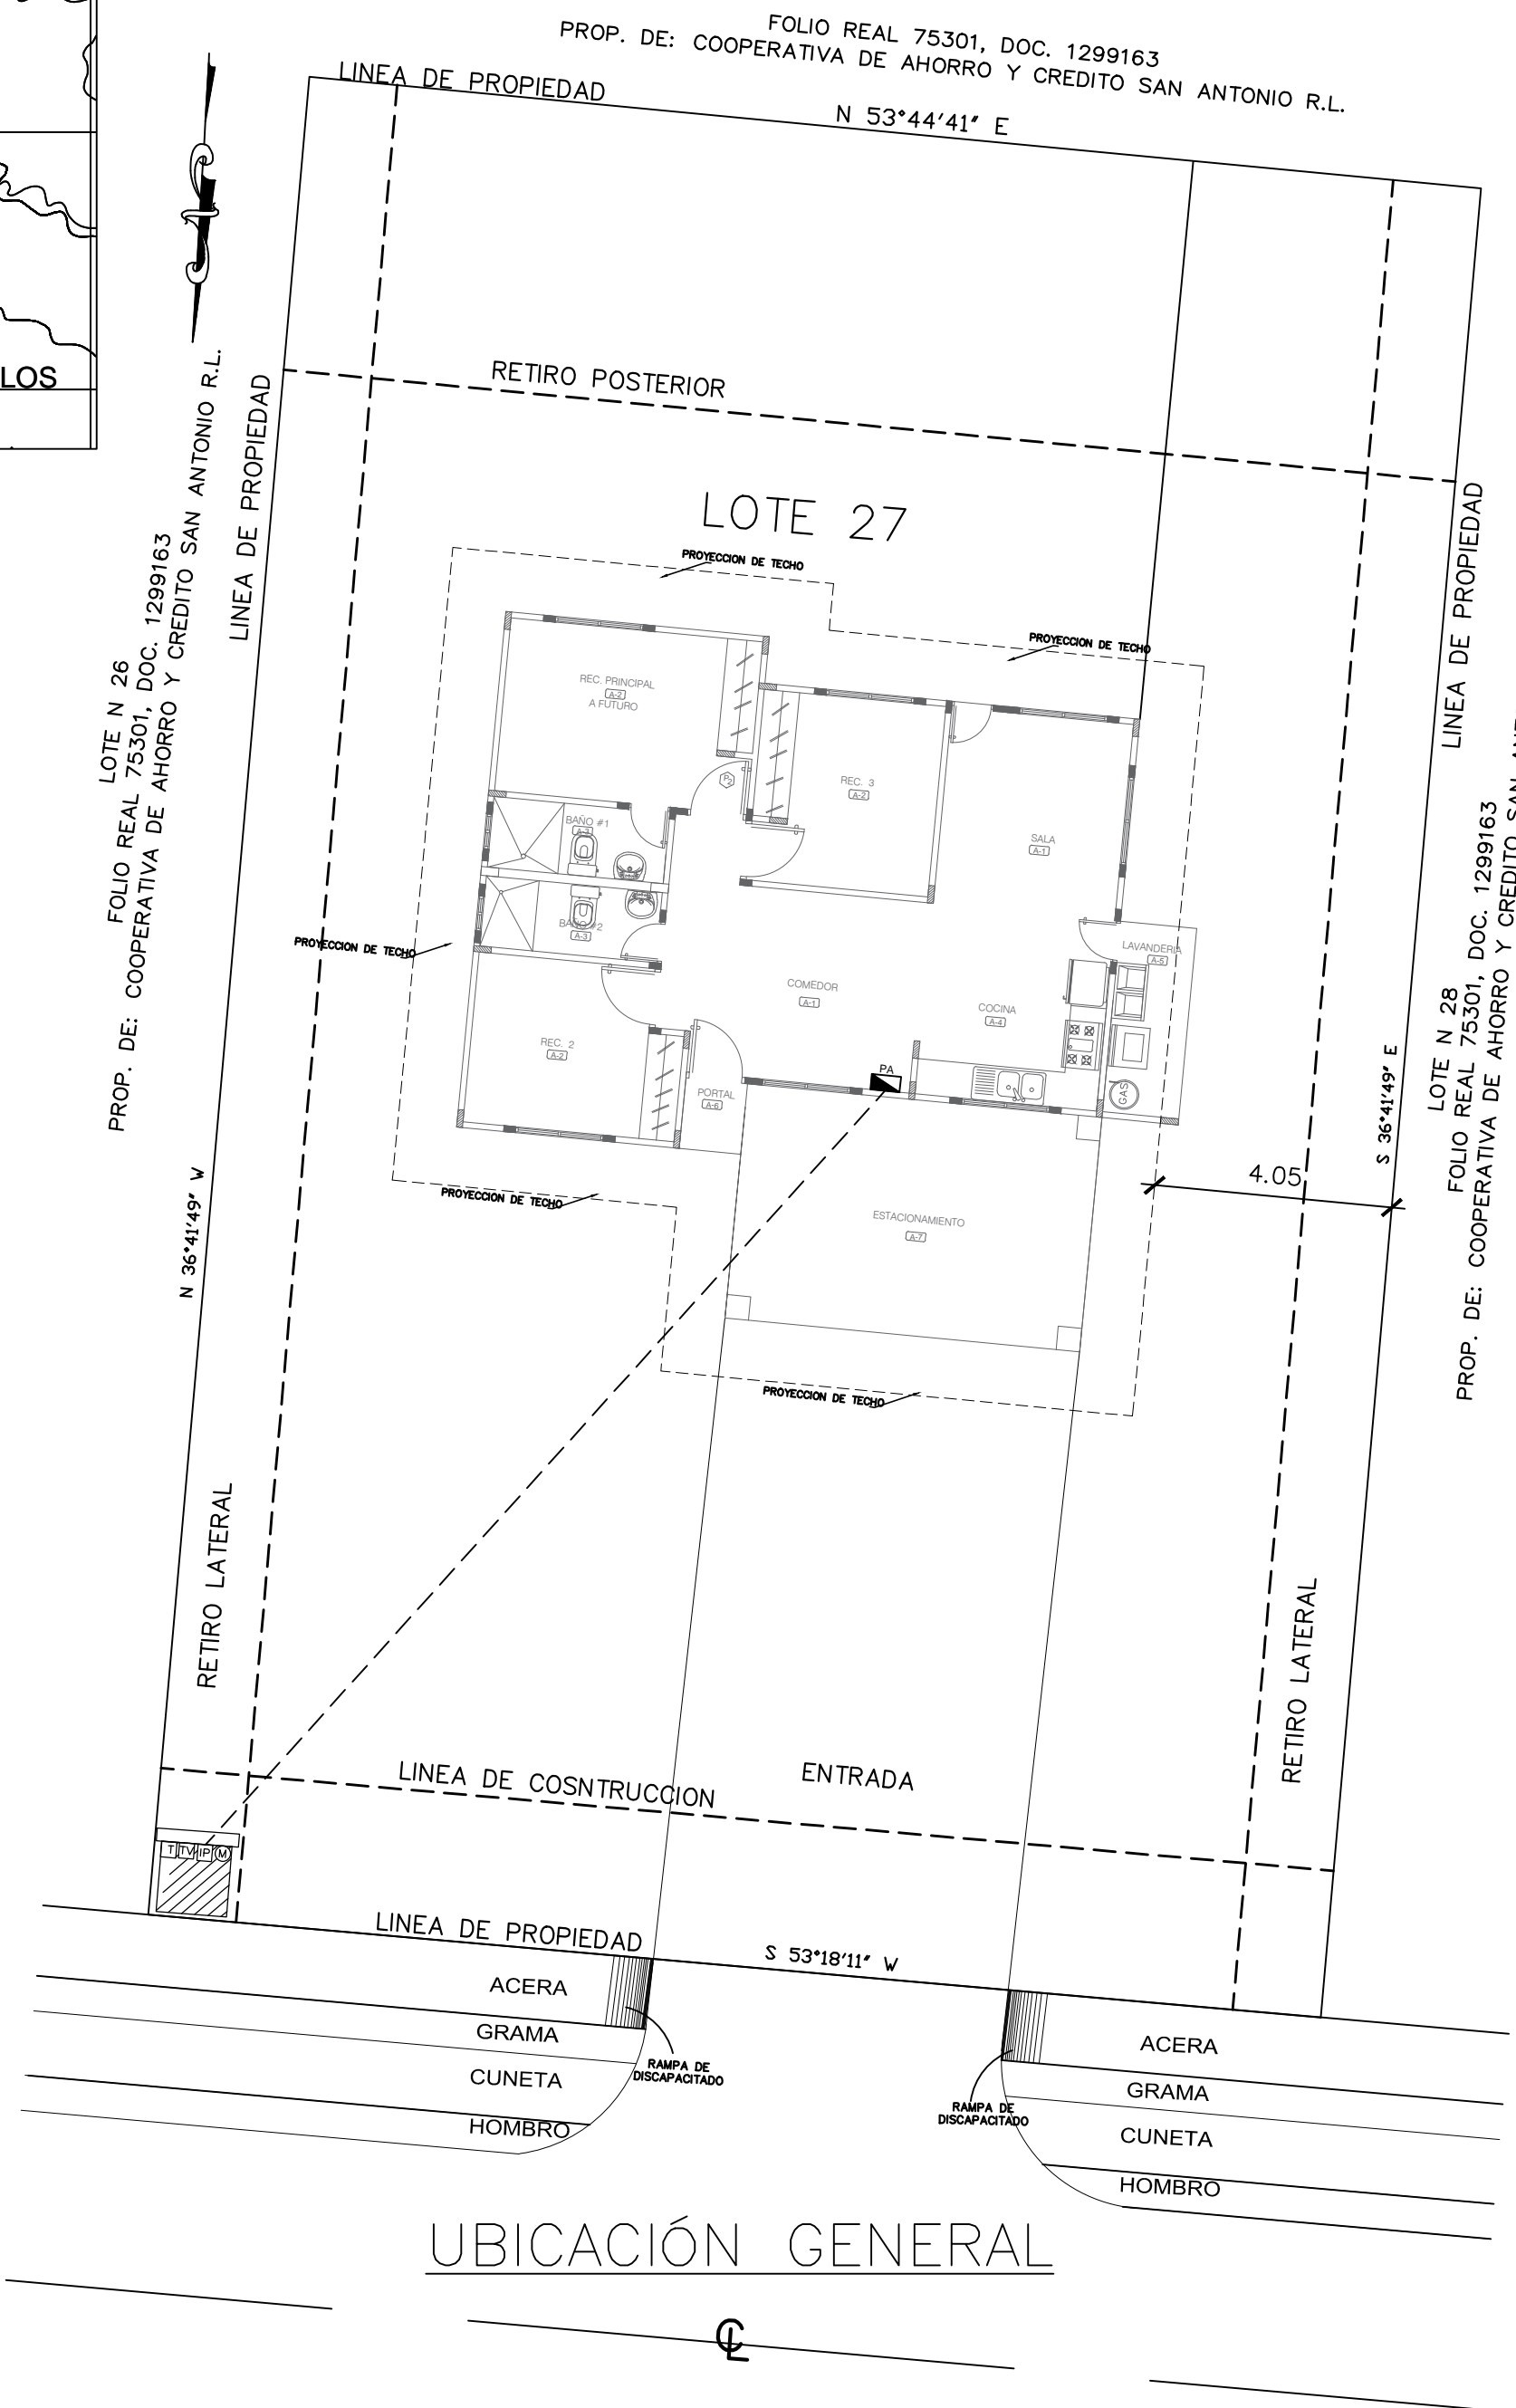 FOLIO REAL 75301, DOC. 1299163
PROP. DE: COOPERATIVA DE AHORRO Y CREDITO SAN ANTONIO R.L.
LINEA DE PROPIEDAD
N 53°44'41" E
LOS
RETIRO POSTERIOR
LINEA DE PROPIEDAD
LOTE N 26
FOLIO REAL 75301, DOC. 1299163
PROP. DE: COOPERATIVA DE AHORRO Y CREDITO SAN ANTONIO R.L.
N 36°41'49" W
LOTE 27
PROYECCION DE TECHO
PROYECCION DE TECHO
REC. PRINCIPAL
A-2
A FUTURO
P2
REC. 3
A-2
SALA
A-1
BAÑO #1
A-3
BAÑO #2
A-3
PROYECCION DE TECHO
LAVANDERIA
A-5
COMEDOR
A-1
COCINA
A-4
REC. 2
A-2
PORTAL
A-6
PA
GAS
4.05
PROYECCION DE TECHO
ESTACIONAMIENTO
A-7
PROYECCION DE TECHO
LINEA DE PROPIEDAD
S 36°41'49" E
LOTE N 28
FOLIO REAL 75301, DOC. 1299163
PROP. DE: COOPERATIVA DE AHORRO Y CREDITO SAN
RETIRO LATERAL
RETIRO LATERAL
LINEA DE COSNTRUCCION
ENTRADA
T TV IP M
LINEA DE PROPIEDAD
S 53°18'11" W
ACERA
GRAMA
CUNETA
HOMBRO
RAMPA DE
DISCAPACITADO
RAMPA DE
DISCAPACITADO
ACERA
GRAMA
CUNETA
HOMBRO
UBICACIÓN GENERAL
CL